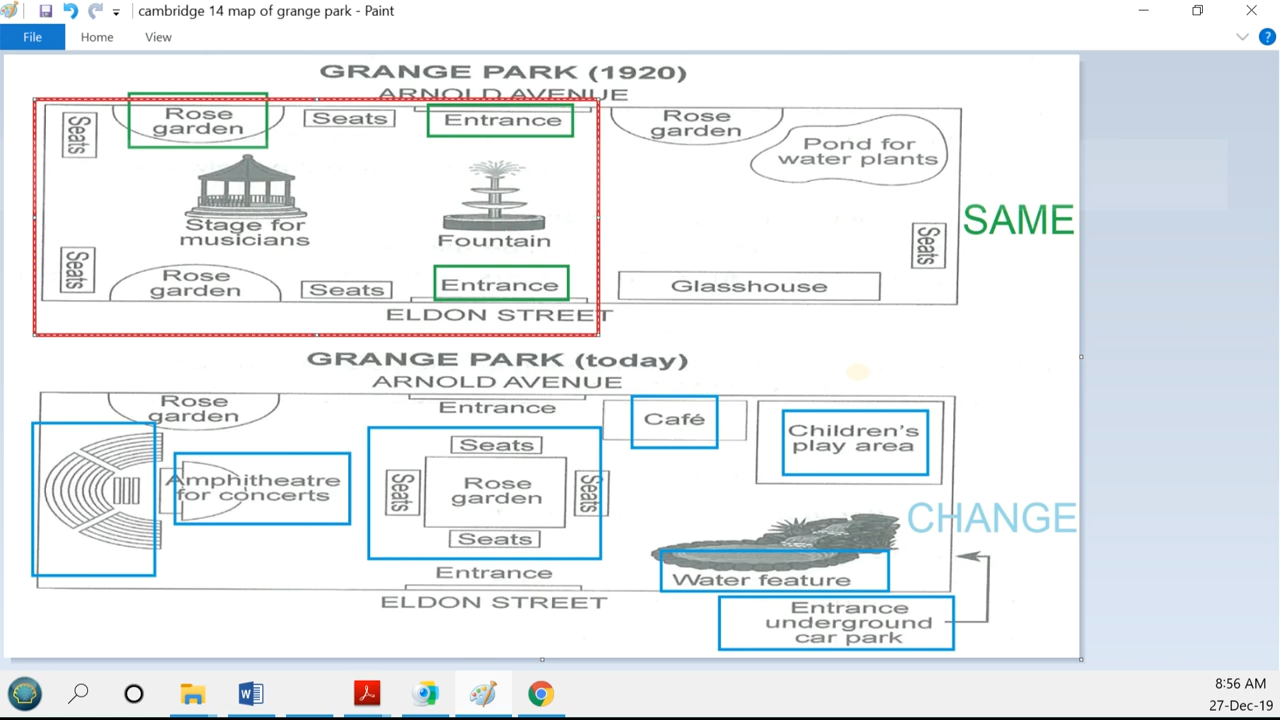 cambridge 14 map of grange park - Paint
File Home View
GRANGE PARK (1920)
ARNOLD AVENUE
Rose
garden
Seats
Entrance
Rose
garden
Seats
Pond for
water plants
Stage for
musicians
Fountain
SAME
Seats
Seats
Rose
garden
Seats
Entrance
Glasshouse
ELDON STREET
GRANGE PARK (today)
ARNOLD AVENUE
Rose
garden
Entrance
Café
Children's
play area
Seats
Amphitheatre
for concerts
Seats
Rose
garden
Seats
Seats
CHANGE
Entrance
Water feature
ELDON STREET
Entrance
underground
car park
8:56 AM
27-Dec-19